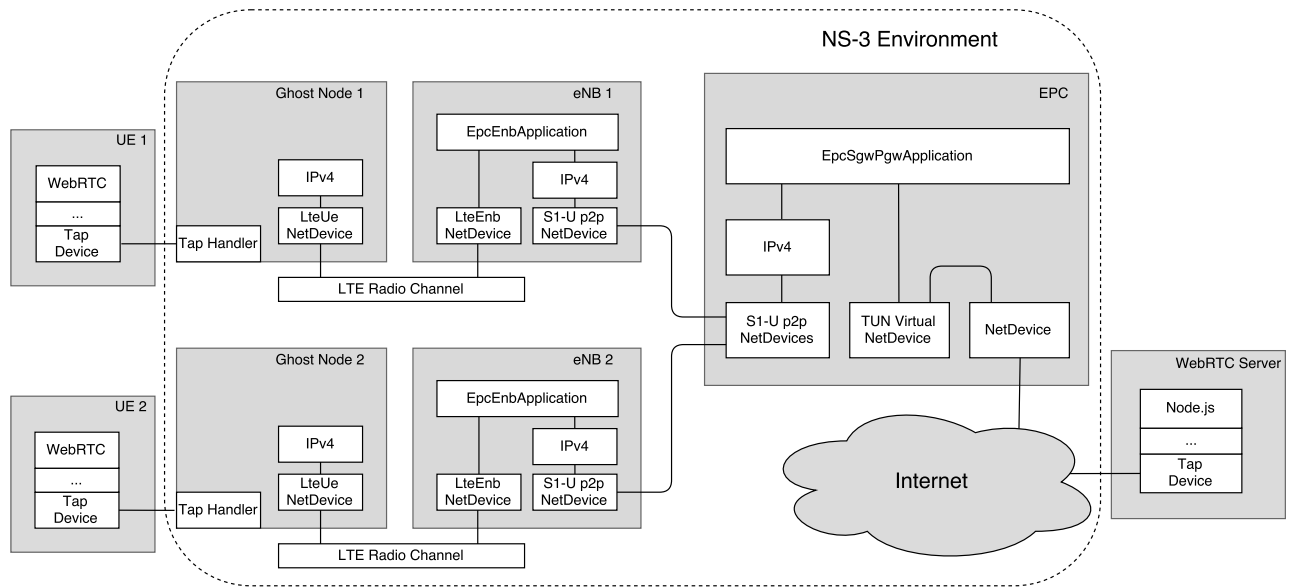 NS-3 Environment
UE 1
WebRTC
...
Tap
Device
Ghost Node 1
IPv4
LteUe
NetDevice
Tap Handler
LTE Radio Channel
eNB 1
EpcEnbApplication
IPv4
LteEnb
NetDevice
S1-U p2p
NetDevice
EPC
EpcSgwPgwApplication
IPv4
S1-U p2p
NetDevices
TUN Virtual
NetDevice
NetDevice
UE 2
WebRTC
...
Tap
Device
Ghost Node 2
IPv4
LteUe
NetDevice
Tap Handler
LTE Radio Channel
eNB 2
EpcEnbApplication
IPv4
LteEnb
NetDevice
S1-U p2p
NetDevice
Internet
WebRTC Server
Node.js
...
Tap
Device